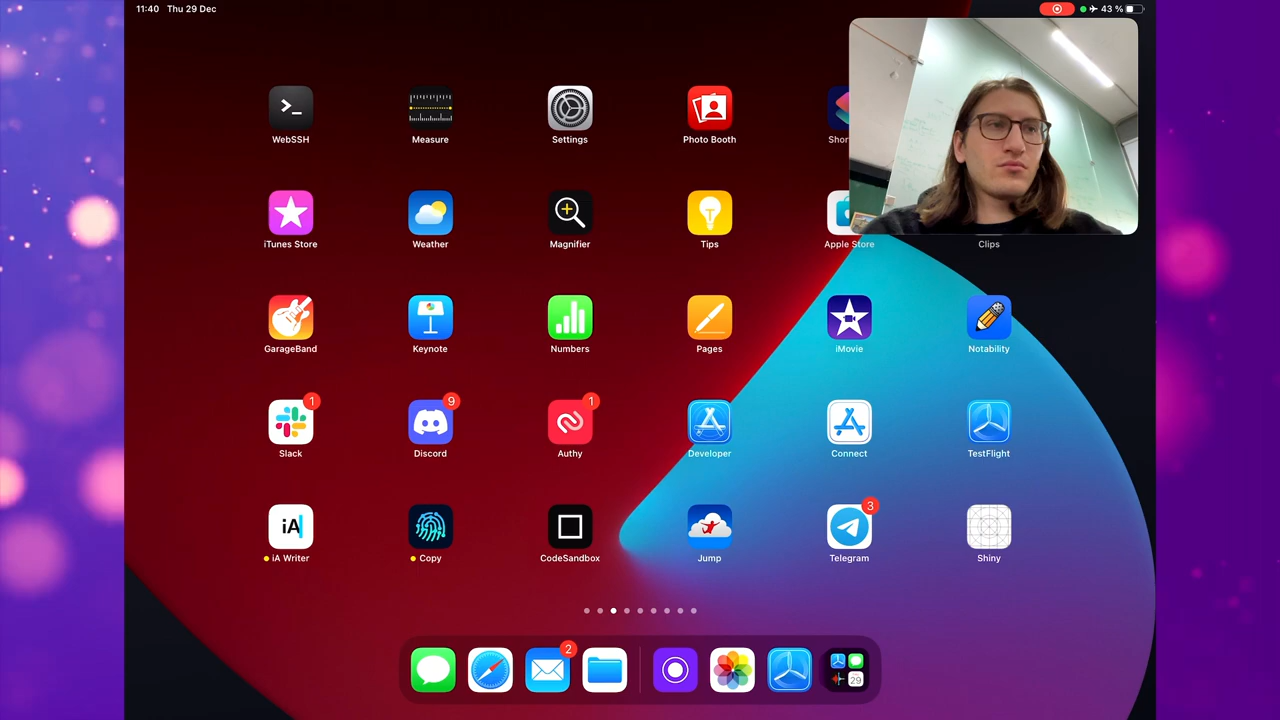 11:40 Thu 29 Dec
43 %
WebSSH Measure Settings Photo Booth Shor
iTunes Store Weather Magnifier Tips Apple Store Clips
GarageBand Keynote Numbers Pages iMovie Notability
1 9 1
Slack Discord Authy Developer Connect TestFlight
3
iA
iA Writer Copy CodeSandbox Jump Telegram Shiny
2
29